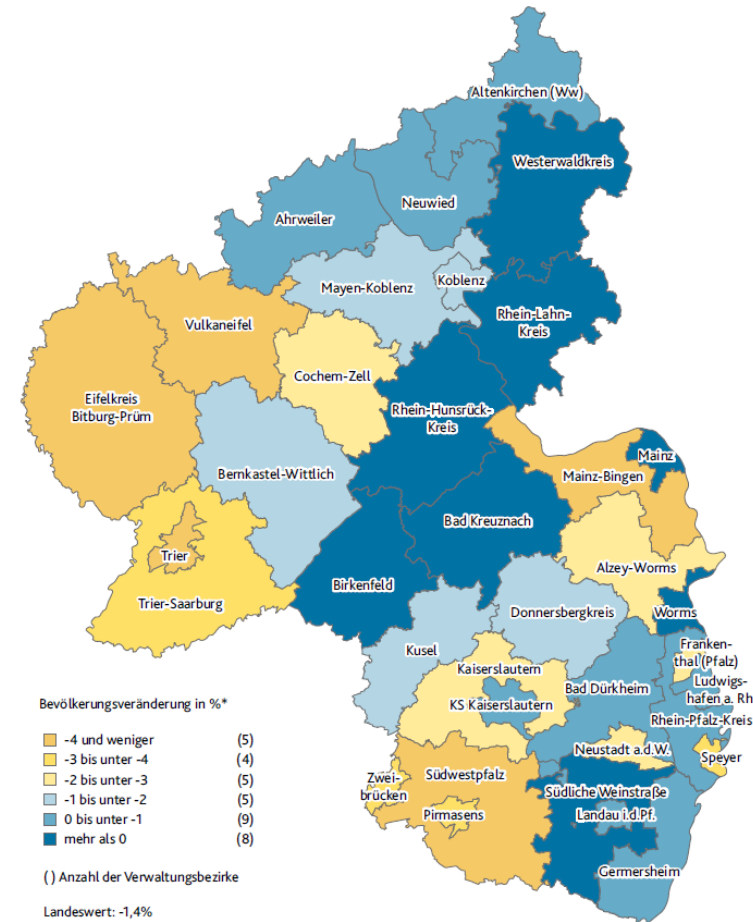 Altenkirchen (Ww)
Westerwaldkreis
Neuwied
Ahrweiler
Koblenz
Mayen-Koblenz
Rhein-Lahn-
Kreis
Vulkaneifel
Cochem-Zell
Eifelkreis
Bitburg-Prüm
Rhein-Hunsrück-
Kreis
Mainz
Bernkastel-Wittlich
Mainz-Bingen
Bad Kreuznach
Trier
Alzey-Worms
Birkenfeld
Trier-Saarburg
Donnersbergkreis
Worms
Kusel
Franken-
thal (Pfalz)
Kaiserslautern
Ludwigs-
hafen a. Rh
Bad Dürkheim
KS Kaiserslautern
Rhein-Pfalz-Kreis
Neustadt a.d.W.
Speyer
Südwestpfalz
Zwei-
brücken
Südliche Weinstraße
Pirmasens
Landau i.d.Pf.
Germersheim
Bevölkerungsveränderung in %*
-4 und weniger (5)
-3 bis unter -4 (4)
-2 bis unter -3 (5)
-1 bis unter -2 (5)
0 bis unter -1 (9)
mehr als 0 (8)
( ) Anzahl der Verwaltungsbezirke
Landeswert: -1,4%